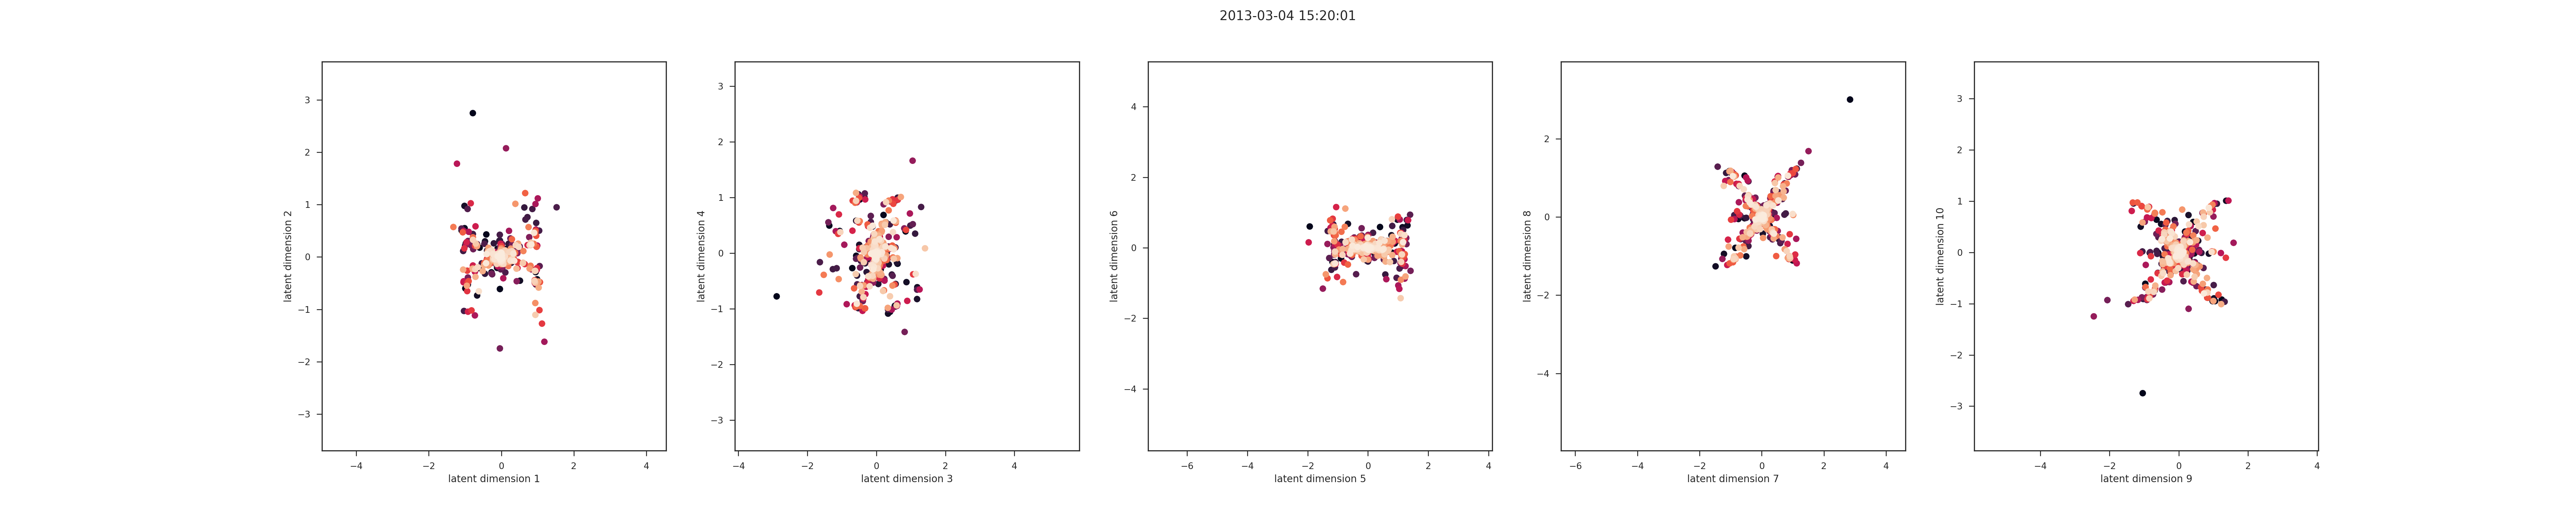 2013-03-04 15:20:01
latent dimension 2
3
2
1
0
−1
−2
−3
−4 −2 0 2 4
latent dimension 1
latent dimension 4
3
2
1
0
−1
−2
−3
−4 −2 0 2 4
latent dimension 3
latent dimension 6
4
2
0
−2
−4
−6 −4 −2 0 2 4
latent dimension 5
latent dimension 8
2
0
−2
−4
−6 −4 −2 0 2 4
latent dimension 7
latent dimension 10
3
2
1
0
−1
−2
−3
−4 −2 0 2 4
latent dimension 9